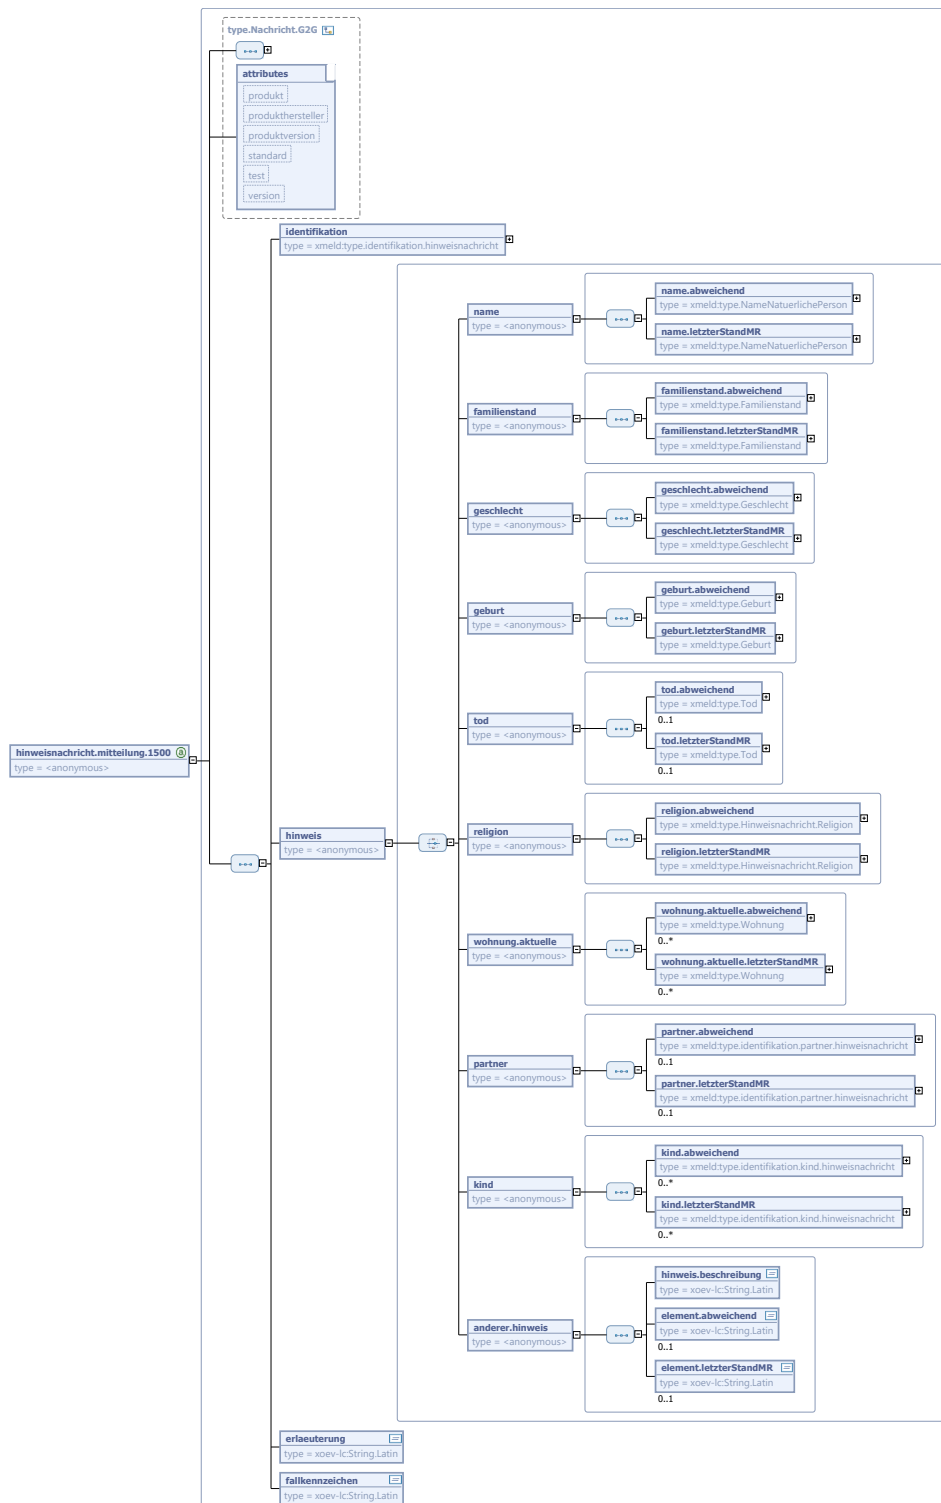 type.Nachricht.G2G
attributes
produkt
produkthersteller
produktversion
standard
test
version
identifikation
type = xmeld:type.identifikation.hinweisnachricht
name
type = <anonymous>
name.abweichend
type = xmeld:type.NameNatuerlichePerson
name.letzterStandMR
type = xmeld:type.NameNatuerlichePerson
familienstand
type = <anonymous>
familienstand.abweichend
type = xmeld:type.Familienstand
familienstand.letzterStandMR
type = xmeld:type.Familienstand
geschlecht
type = <anonymous>
geschlecht.abweichend
type = xmeld:type.Geschlecht
geschlecht.letzterStandMR
type = xmeld:type.Geschlecht
geburt
type = <anonymous>
geburt.abweichend
type = xmeld:type.Geburt
geburt.letzterStandMR
type = xmeld:type.Geburt
tod
type = <anonymous>
tod.abweichend
type = xmeld:type.Tod
0..1
tod.letzterStandMR
type = xmeld:type.Tod
0..1
hinweisnachricht.mitteilung.1500 a
type = <anonymous>
hinweis
type = <anonymous>
religion
type = <anonymous>
religion.abweichend
type = xmeld:type.Hinweisnachricht.Religion
religion.letzterStandMR
type = xmeld:type.Hinweisnachricht.Religion
wohnung.aktuelle
type = <anonymous>
wohnung.aktuelle.abweichend
type = xmeld:type.Wohnung
0..*
wohnung.aktuelle.letzterStandMR
type = xmeld:type.Wohnung
0..*
partner
type = <anonymous>
partner.abweichend
type = xmeld:type.identifikation.partner.hinweisnachricht
0..1
partner.letzterStandMR
type = xmeld:type.identifikation.partner.hinweisnachricht
0..1
kind
type = <anonymous>
kind.abweichend
type = xmeld:type.identifikation.kind.hinweisnachricht
0..*
kind.letzterStandMR
type = xmeld:type.identifikation.kind.hinweisnachricht
0..*
anderer.hinweis
type = <anonymous>
hinweis.beschreibung
type = xoev-lc:String.Latin
element.abweichend
type = xoev-lc:String.Latin
0..1
element.letzterStandMR
type = xoev-lc:String.Latin
0..1
erlaeuterung
type = xoev-lc:String.Latin
fallkennzeichen
type = xoev-lc:String.Latin